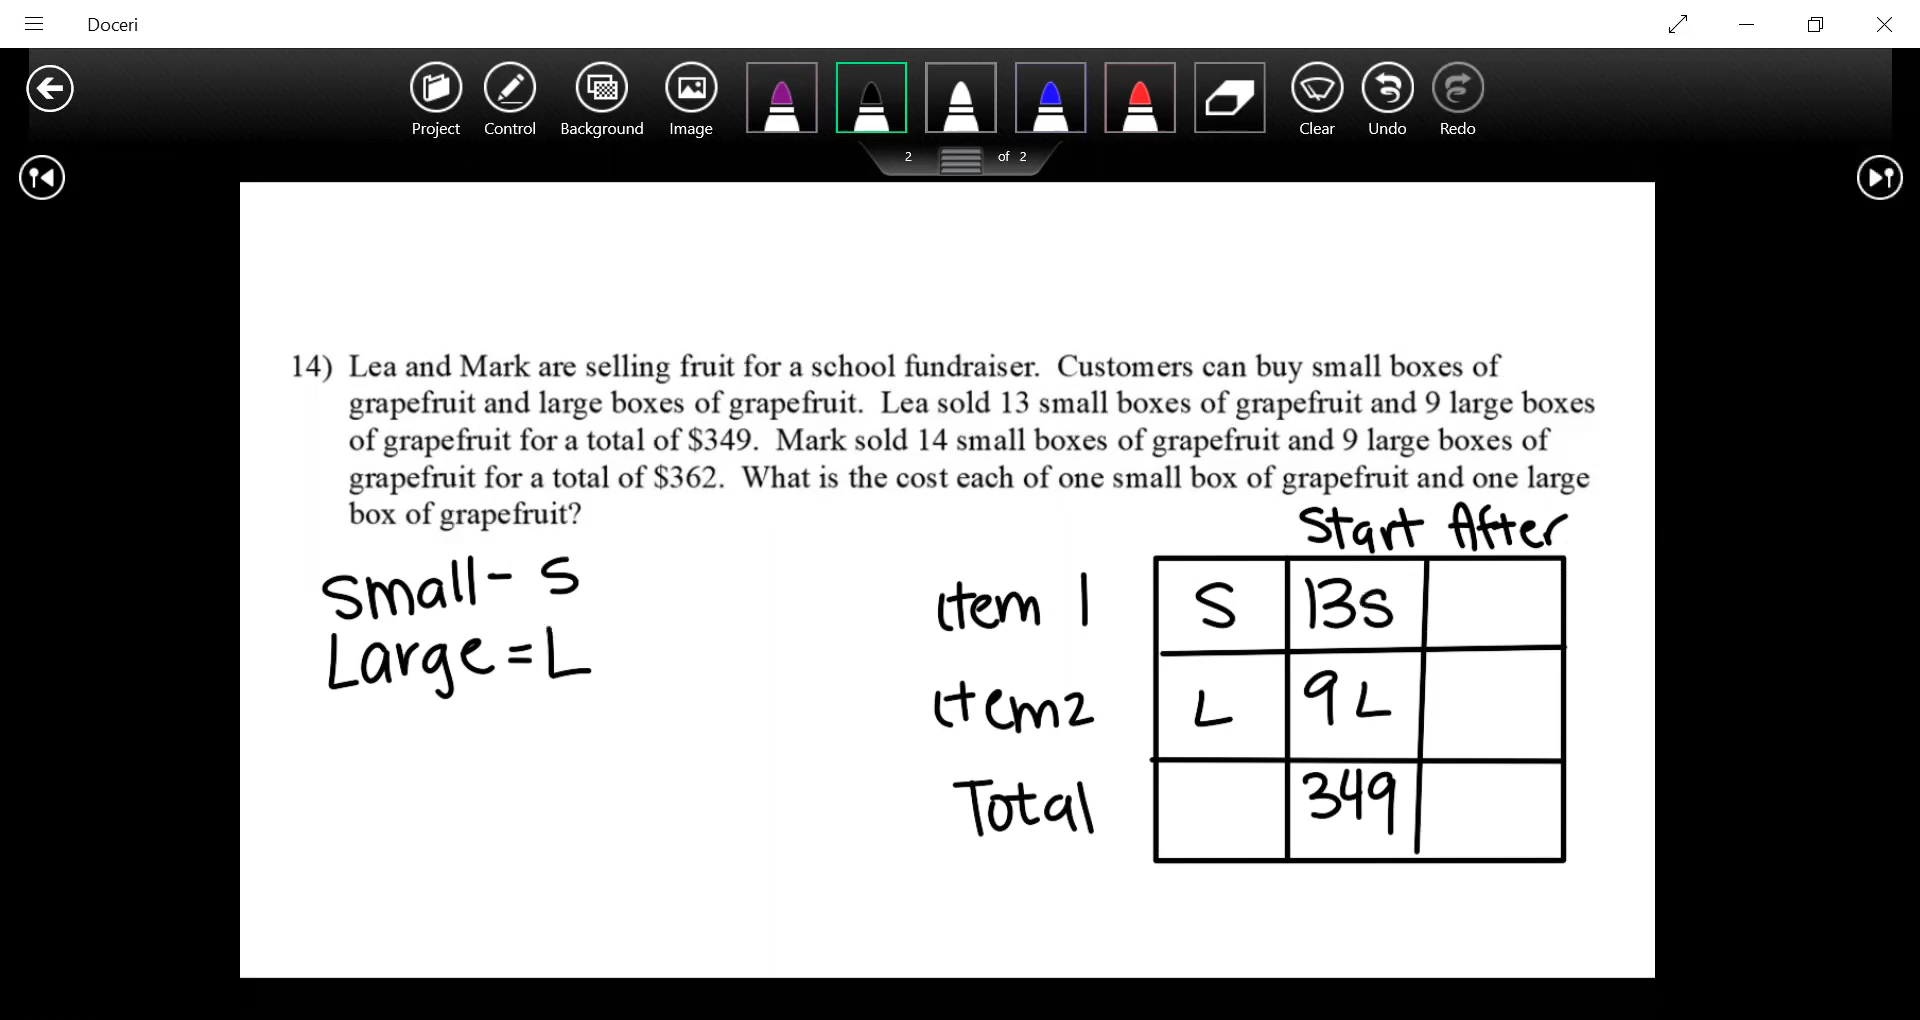 Doceri
Project Control Background Image Clear Undo Redo
2 of 2
14) Lea and Mark are selling fruit for a school fundraiser. Customers can buy small boxes of
grapefruit and large boxes of grapefruit. Lea sold 13 small boxes of grapefruit and 9 large boxes
of grapefruit for a total of $349. Mark sold 14 small boxes of grapefruit and 9 large boxes of
grapefruit for a total of $362. What is the cost each of one small box of grapefruit and one large
box of grapefruit?
Start After
Small - S
Large = L
Item 1 S 13s
Item 2 L 9L
Total 349